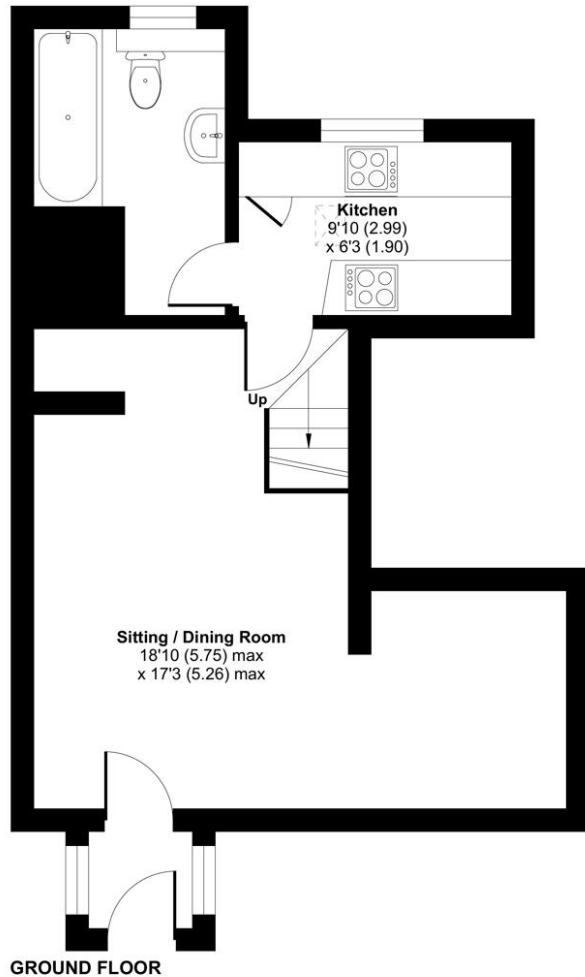 Kitchen
9'10 (2.99)
x 6'3 (1.90)
Up
Sitting / Dining Room
18'10 (5.75) max
x 17'3 (5.26) max
GROUND FLOOR